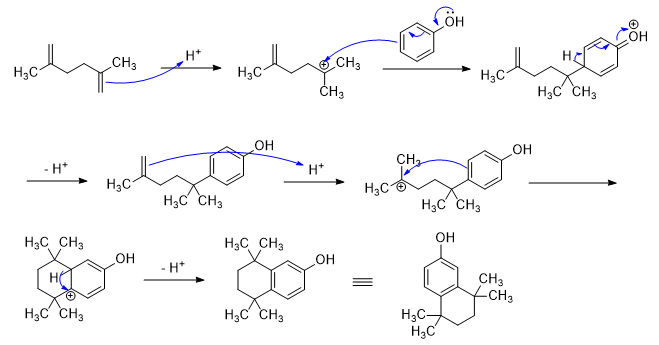 H₃C CH₃ H⁺ CH₃ CH₃ OH H ⊕OH H₃C H₃C CH₃
- H⁺ H₃C H₃C CH₃ OH H⁺ CH₃ H₃C H₃C CH₃ OH
H₃C CH₃ H OH H₃C CH₃ - H⁺ H₃C CH₃ OH H₃C CH₃ ≡ OH CH₃ CH₃ H₃C H₃C